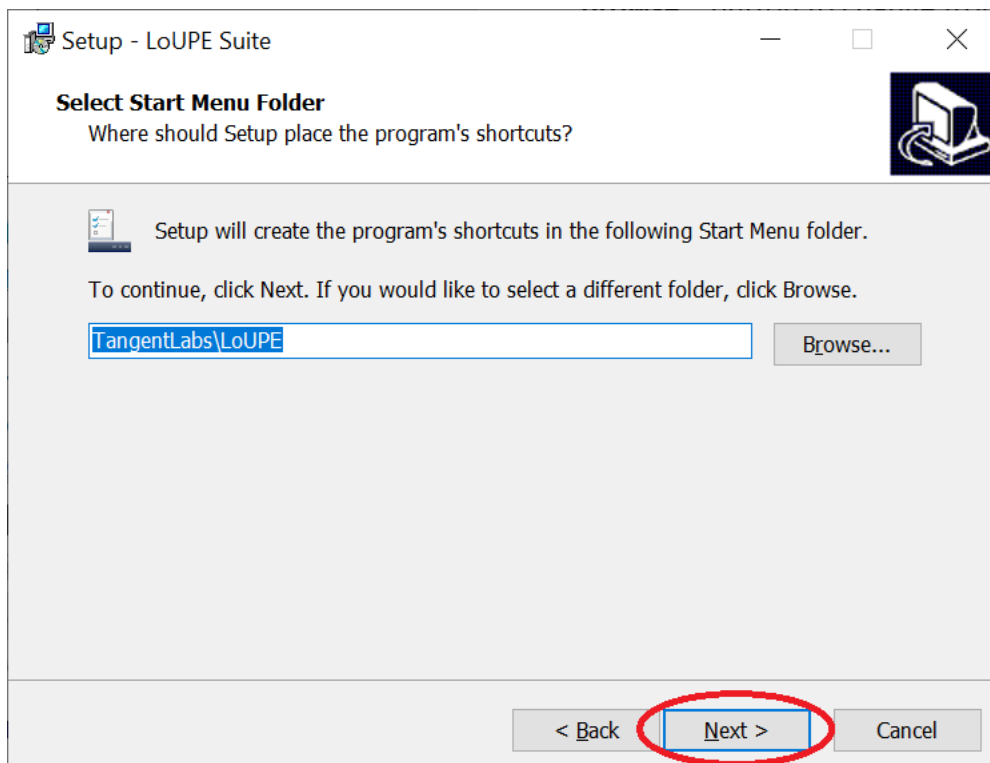 Setup - LoUPE Suite
Select Start Menu Folder
Where should Setup place the program's shortcuts?
Setup will create the program's shortcuts in the following Start Menu folder.
To continue, click Next. If you would like to select a different folder, click Browse.
TangentLabs\LoUPE
Browse...
< Back
Next >
Cancel